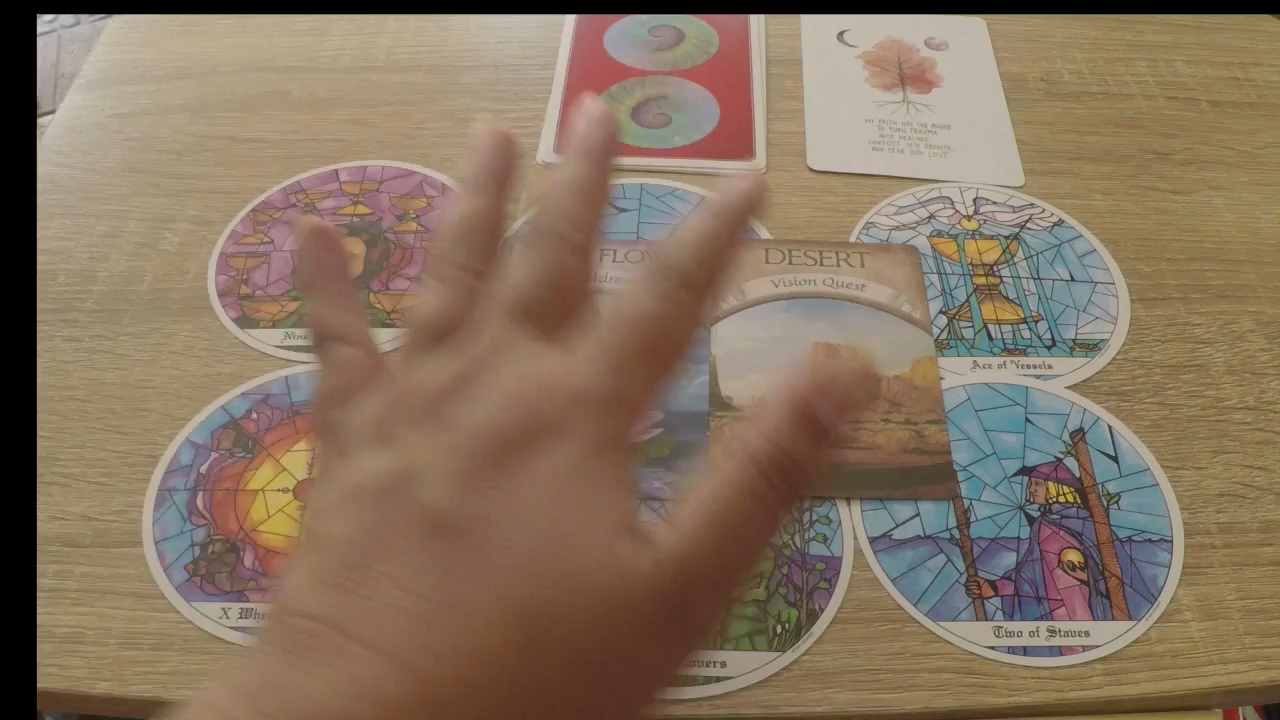 MY FAITH HAS THE POWER
TO TURN TRAUMA
INTO HEALING
CONFLICT INTO GROWTH
AND FEAR INTO LOVE
DESERT
Vision Quest
Nine
Ace of Vessels
X
Two of Staves